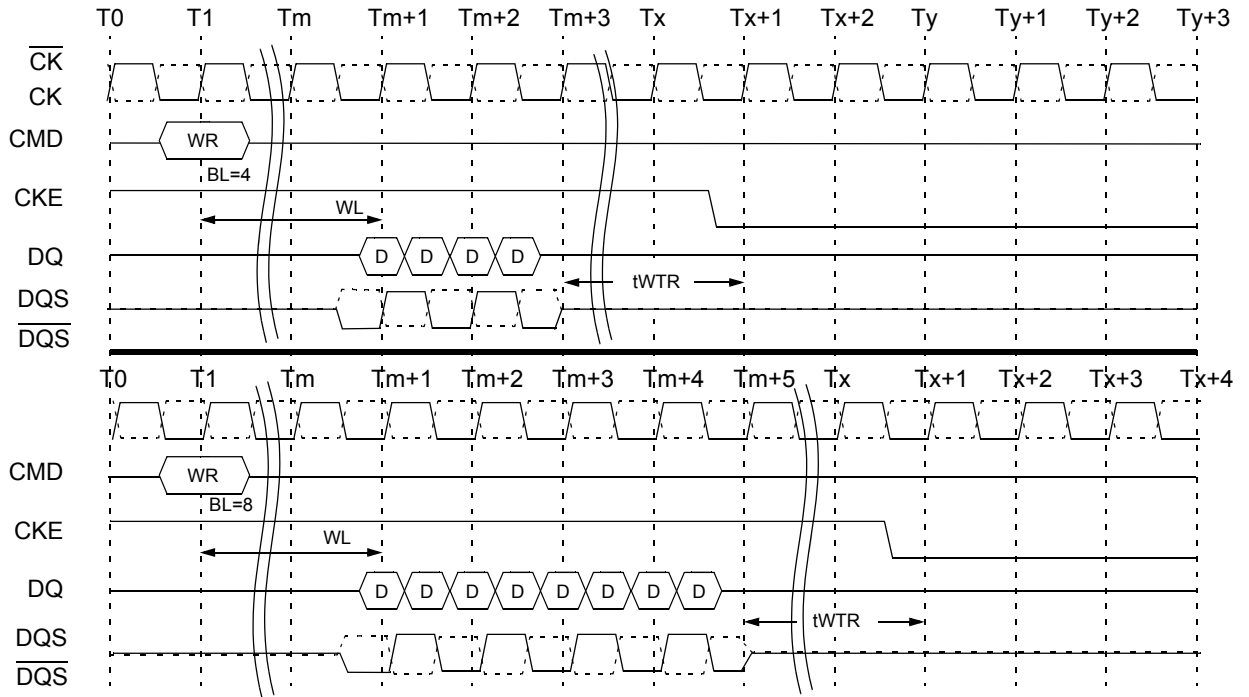 T0 T1 Tm Tm+1 Tm+2 Tm+3 Tx Tx+1 Tx+2 Ty Ty+1 Ty+2 Ty+3
CK
CK
CMD WR
BL=4
CKE
WL
DQ D D D D
tWTR
DQS
DQS
T0 T1 Tm Tm+1 Tm+2 Tm+3 Tm+4 Tm+5 Tx Tx+1 Tx+2 Tx+3 Tx+4
CMD WR
BL=8
CKE
WL
DQ D D D D D D D D
tWTR
DQS
DQS